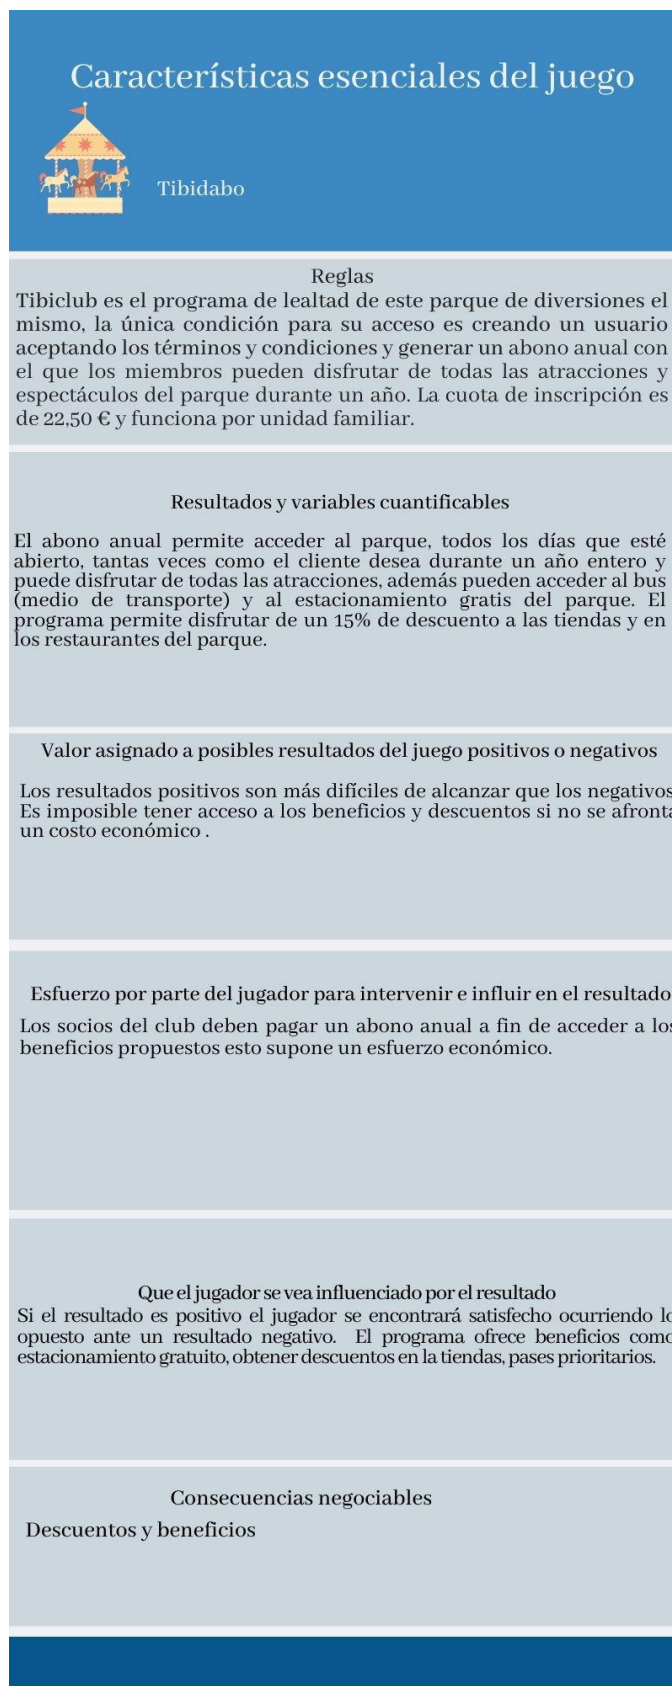 Características esenciales del juego
Tibidabo
Reglas
Tibiclub es el programa de lealtad de este parque de diversiones el
mismo, la única condición para su acceso es creando un usuario
aceptando los términos y condiciones y generar un abono anual con
el que los miembros pueden disfrutar de todas las atracciones y
espectáculos del parque durante un año. La cuota de inscripción es
de 22,50 € y funciona por unidad familiar.
Resultados y variables cuantificables
El abono anual permite acceder al parque, todos los días que esté
abierto, tantas veces como el cliente desea durante un año entero y
puede disfrutar de todas las atracciones, además pueden acceder al bus
(medio de transporte) y al estacionamiento gratis del parque. El
programa permite disfrutar de un 15% de descuento a las tiendas y en
los restaurantes del parque.
Valor asignado a posibles resultados del juego positivos o negativos
Los resultados positivos son más difíciles de alcanzar que los negativos
Es imposible tener acceso a los beneficios y descuentos si no se afronta
un costo económico .
Esfuerzo por parte del jugador para intervenir e influir en el resultado
Los socios del club deben pagar un abono anual a fin de acceder a los
beneficios propuestos esto supone un esfuerzo económico.
Que el jugador se vea influenciado por el resultado
Si el resultado es positivo el jugador se encontrará satisfecho ocurriendo lo
opuesto ante un resultado negativo. El programa ofrece beneficios como
estacionamiento gratuito, obtener descuentos en la tiendas, pases prioritarios.
Consecuencias negociables
Descuentos y beneficios